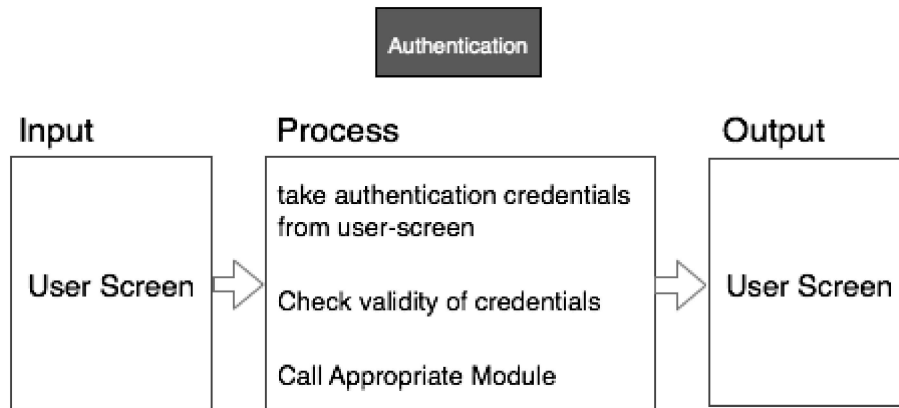 Authentication
Input
Process
Output
User Screen
take authentication credentials
from user-screen
Check validity of credentials
Call Appropriate Module
User Screen